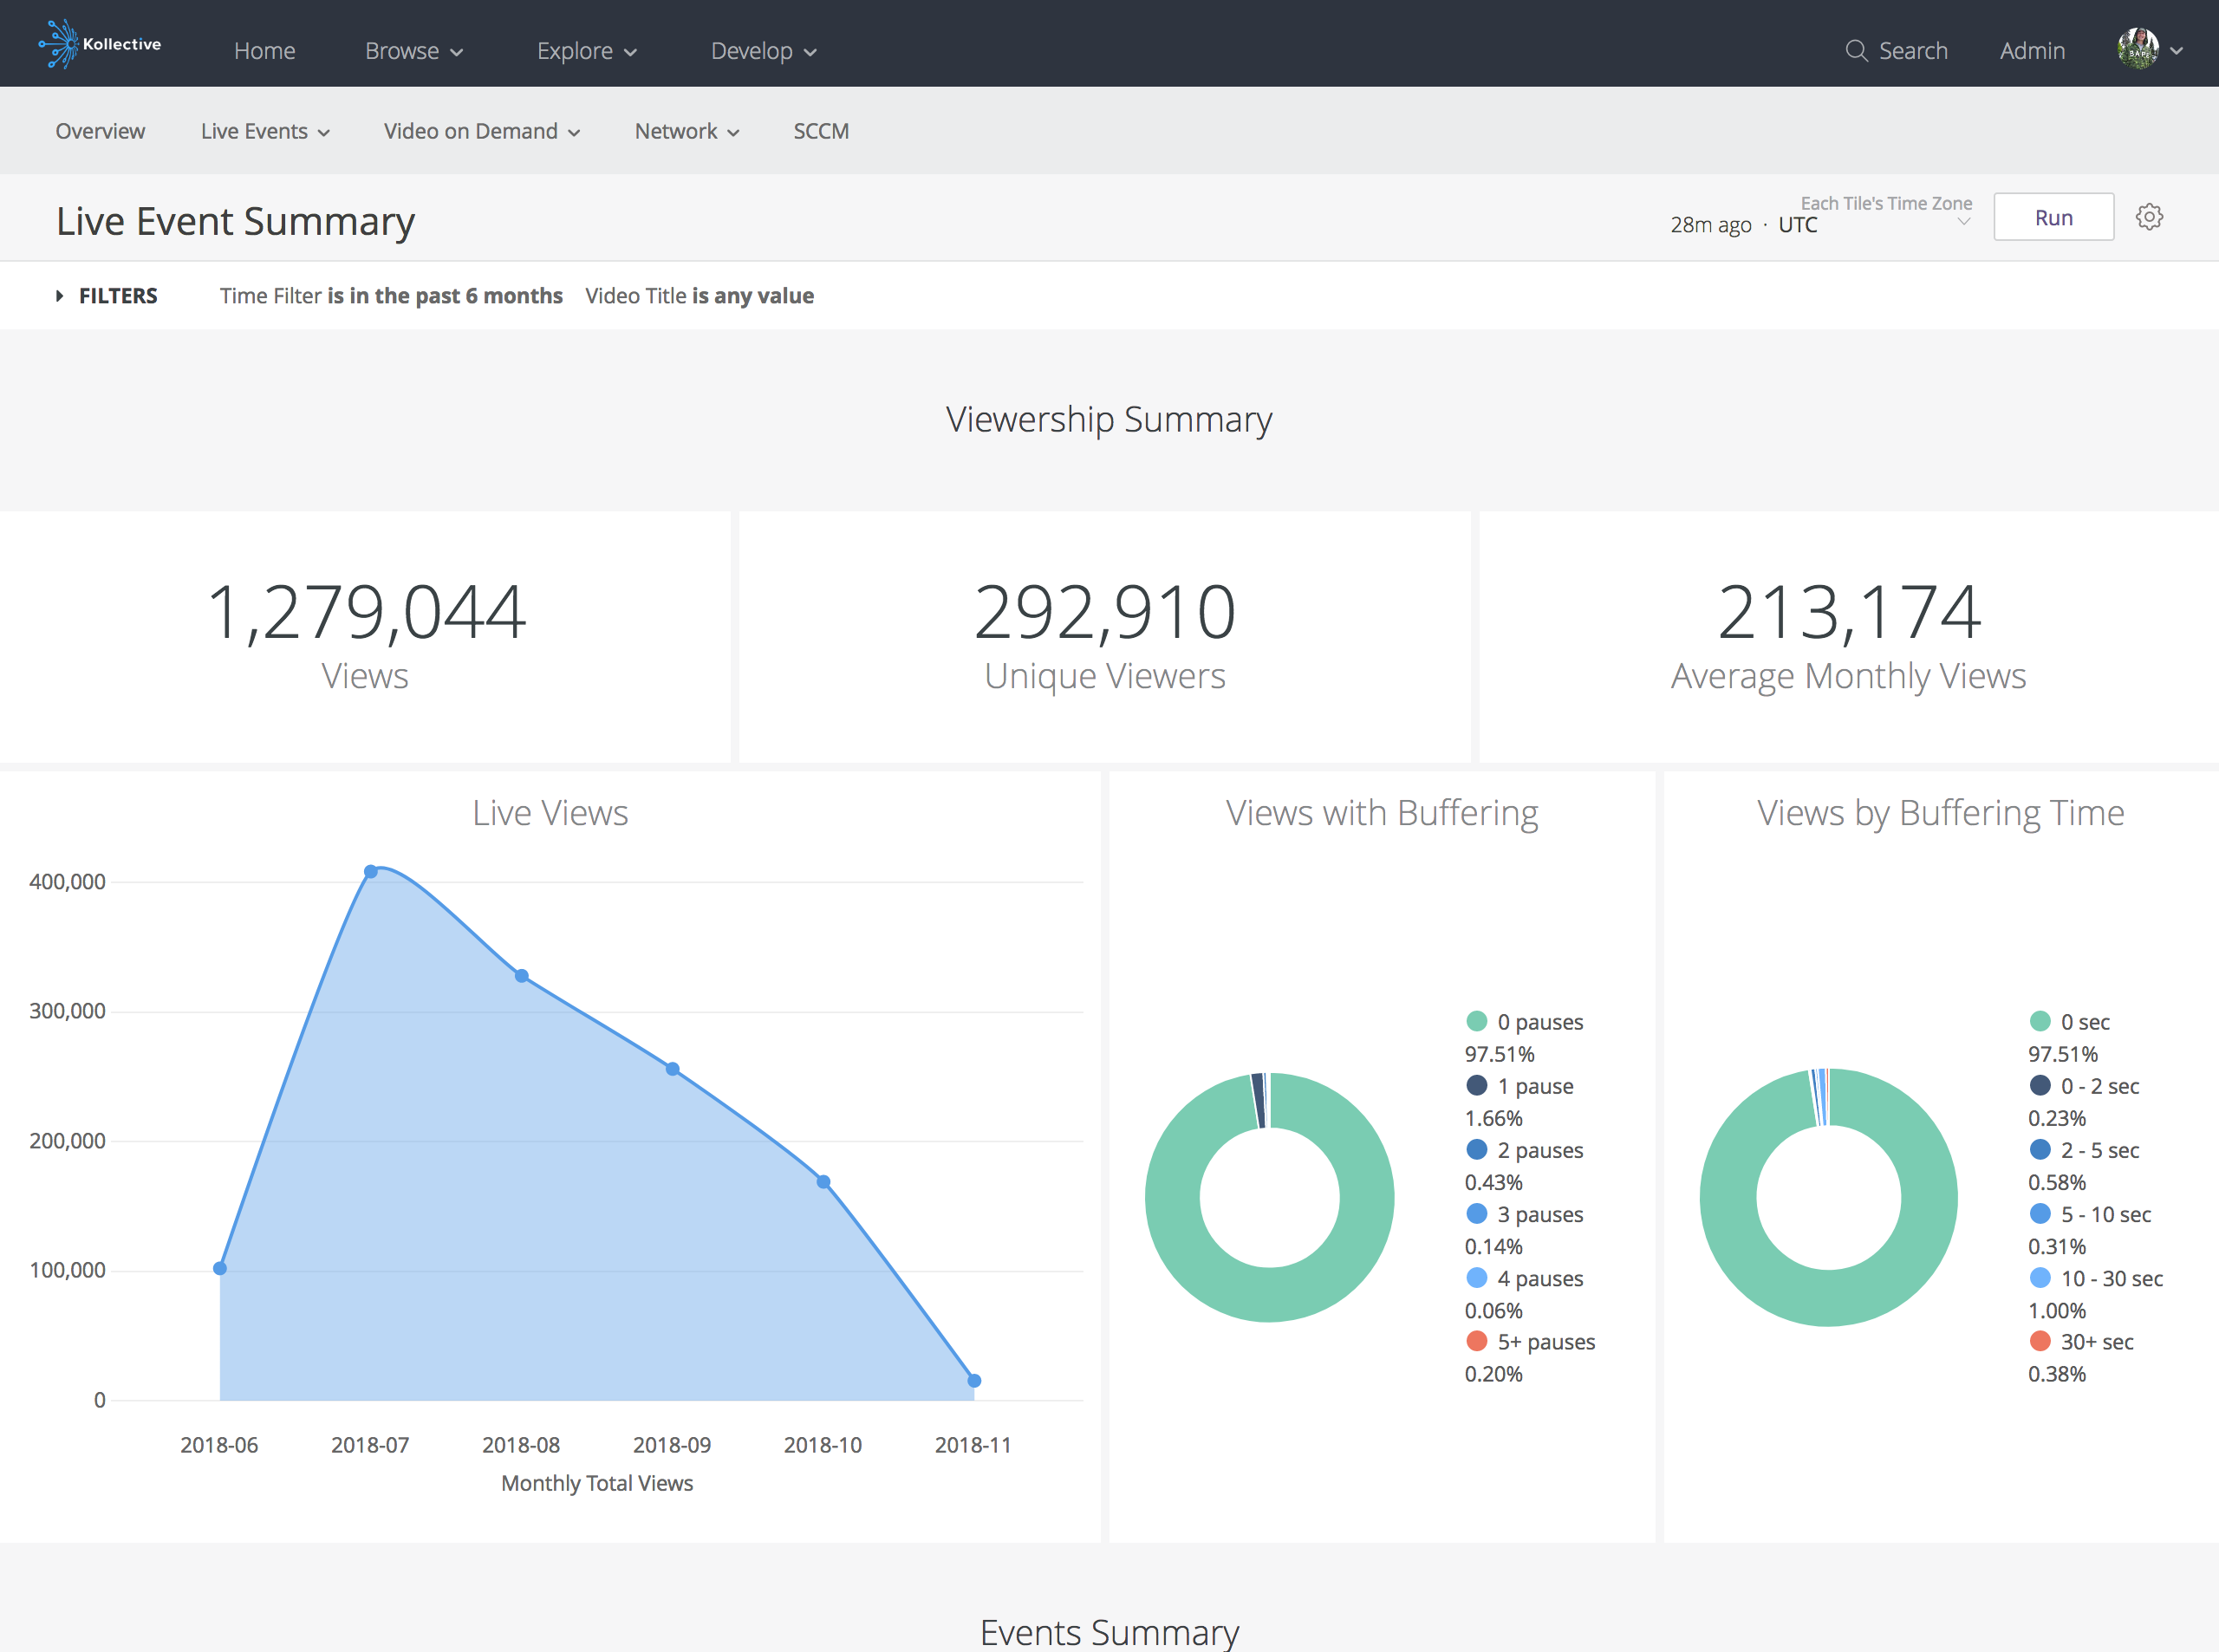 Kollective
Home Browse Explore Develop Search Admin
Overview Live Events Video on Demand Network SCCM
Live Event Summary
Each Tile's Time Zone
28m ago · UTC
Run
FILTERS Time Filter is in the past 6 months Video Title is any value
Viewership Summary
1,279,044
Views
292,910
Unique Viewers
213,174
Average Monthly Views
Live Views
400,000
300,000
200,000
100,000
0
2018-06 2018-07 2018-08 2018-09 2018-10 2018-11
Monthly Total Views
Views with Buffering
0 pauses
97.51%
1 pause
1.66%
2 pauses
0.43%
3 pauses
0.14%
4 pauses
0.06%
5+ pauses
0.20%
Views by Buffering Time
0 sec
97.51%
0 - 2 sec
0.23%
2 - 5 sec
0.58%
5 - 10 sec
0.31%
10 - 30 sec
1.00%
30+ sec
0.38%
Events Summary